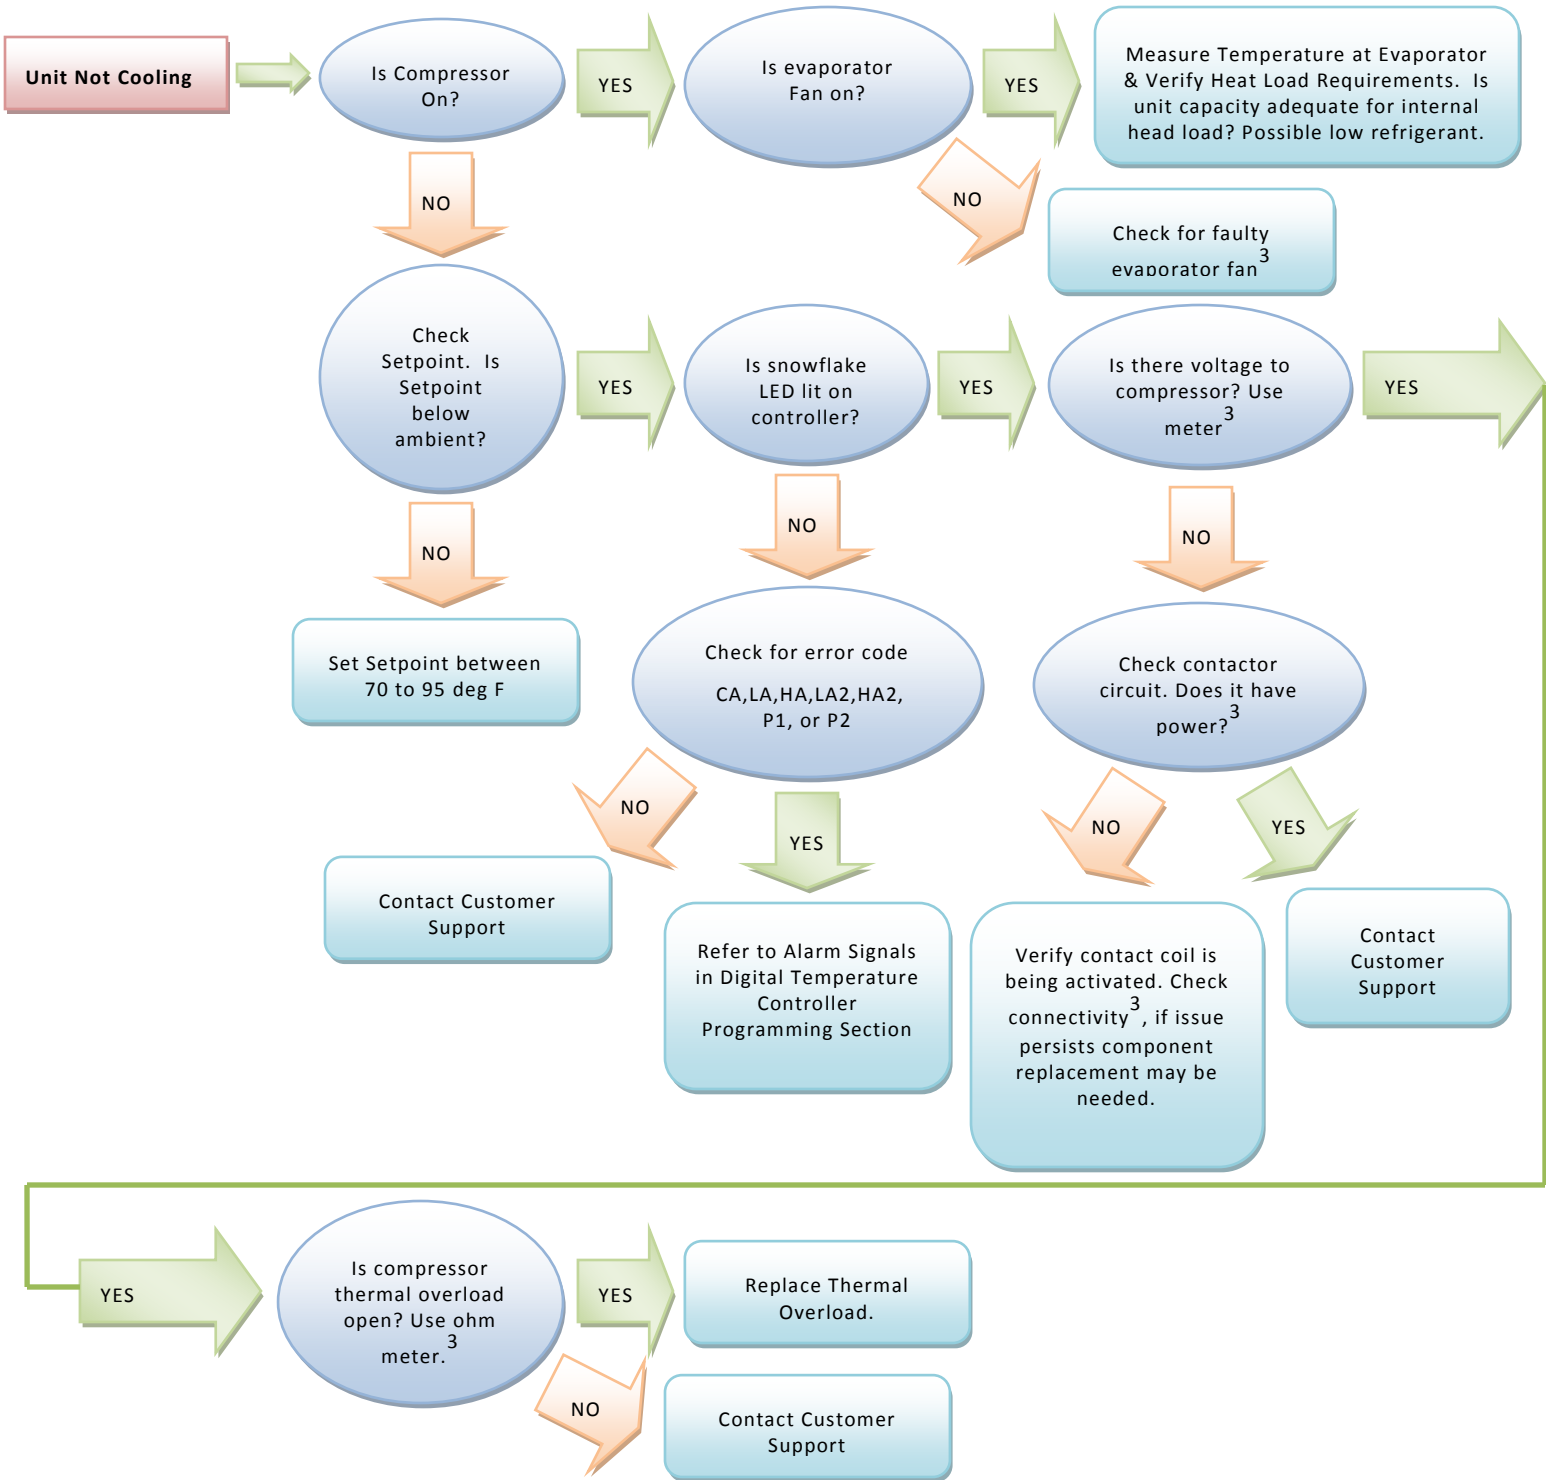 Unit Not Cooling
Is Compressor
On?
YES
Is evaporator
Fan on?
YES
Measure Temperature at Evaporator
& Verify Heat Load Requirements.  Is
unit capacity adequate for internal
head load? Possible low refrigerant.
NO
NO
Check for faulty
evaporator fan3
Check
Setpoint.  Is
Setpoint
below
ambient?
YES
Is snowflake
LED lit on
controller?
YES
Is there voltage to
compressor? Use
meter3
YES
NO
NO
NO
Set Setpoint between
70 to 95 deg F
Check for error code
CA,LA,HA,LA2,HA2,
P1, or P2
Check contactor
circuit. Does it have
power?3
NO
YES
NO
YES
Contact Customer
Support
Refer to Alarm Signals
in Digital Temperature
Controller
Programming Section
Verify contact coil is
being activated. Check
connectivity3, if issue
persists component
replacement may be
needed.
Contact
Customer
Support
YES
Is compressor
thermal overload
open? Use ohm
meter.3
YES
Replace Thermal
Overload.
NO
Contact Customer
Support